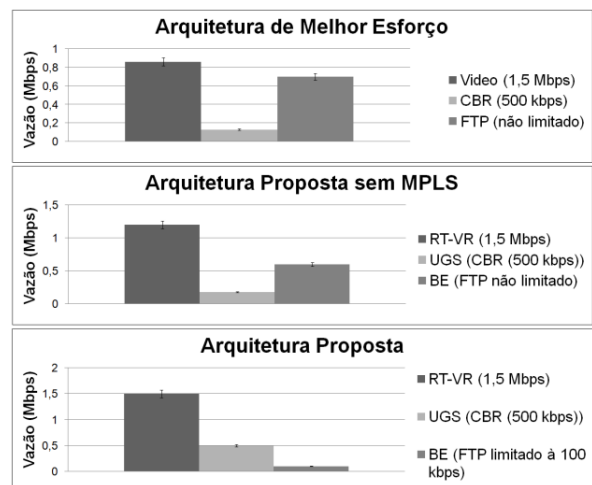 Arquitetura de Melhor Esforço
Vazão (Mbps)
1
0,8
0,6
0,4
0,2
0
Video (1,5 Mbps)
CBR (500 kbps)
FTP (não limitado)
Arquitetura Proposta sem MPLS
Vazão (Mbps)
1,5
1
0,5
0
RT-VR (1,5 Mbps)
UGS (CBR (500 kbps))
BE (FTP não limitado)
Arquitetura Proposta
Vazão (Mbps)
2
1,5
1
0,5
0
RT-VR (1,5 Mbps)
UGS (CBR (500 kbps))
BE (FTP limitado à 100
kbps)